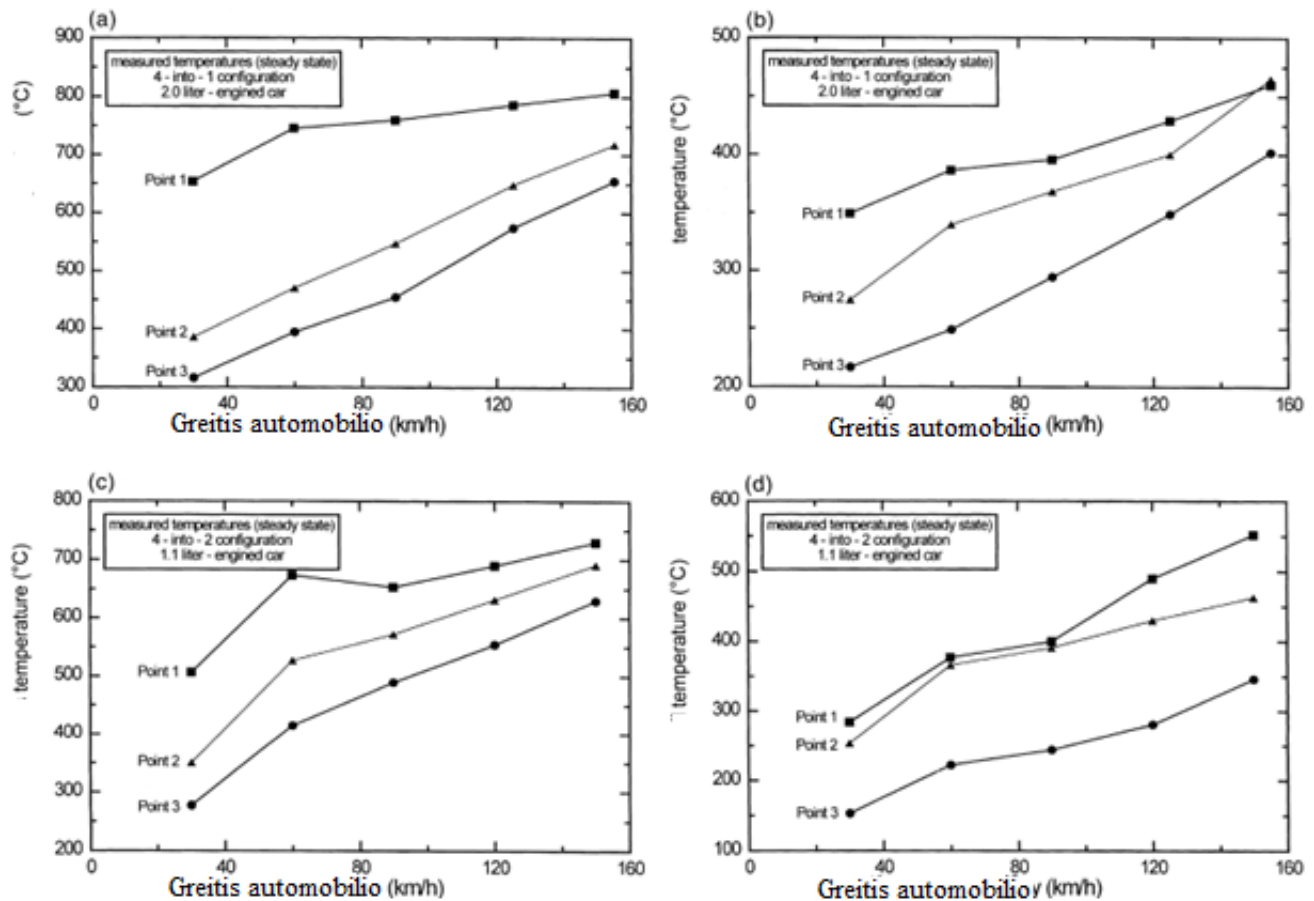 (a)
900
measured temperatures (steady state)
4 - into - 1 configuration
2.0 liter - engined car
800
(°C)
700
Point 1
600
500
400
Point 2
Point 3
300
0 40 80 120 160
Greitis automobilio (km/h)
(b)
500
measured temperatures (steady state)
4 - into - 1 configuration
2.0 liter - engined car
temperature (°C)
400
Point 1
300
Point 2
Point 3
200
0 40 80 120 160
Greitis automobilio y (km/h)
(c)
800
measured temperatures (steady state)
4 - into - 2 configuration
1.1 liter - engined car
700
temperature (°C)
600
500
Point 1
400
Point 2
300
Point 3
200
0 40 80 120 160
Greitis automobilio (km/h)
(d)
600
measured temperatures (steady state)
4 - into - 2 configuration
1.1 liter - engined car
500
temperature (°C)
400
300
Point 1
Point 2
200
Point 3
100
0 40 80 120 160
Greitis automobilioy (km/h)